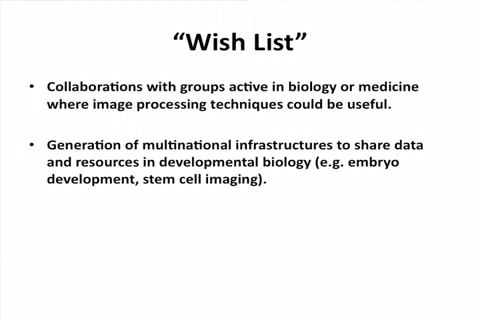 “Wish List”
• Collaborations with groups active in biology or medicine
where image processing techniques could be useful.
• Generation of multinational infrastructures to share data
and resources in developmental biology (e.g. embryo
development, stem cell imaging).